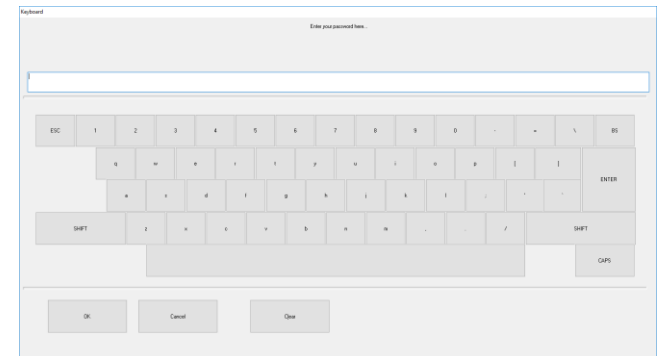 Keyboard
Enter your password here...
ESC 1 2 3 4 5 6 7 8 9 0 - = \ BS
q w e r t y u i o p [ ]
ENTER
a s d f g h j k l ; ' `
SHIFT z x c v b n m , . / SHIFT
CAPS
OK Cancel Clear